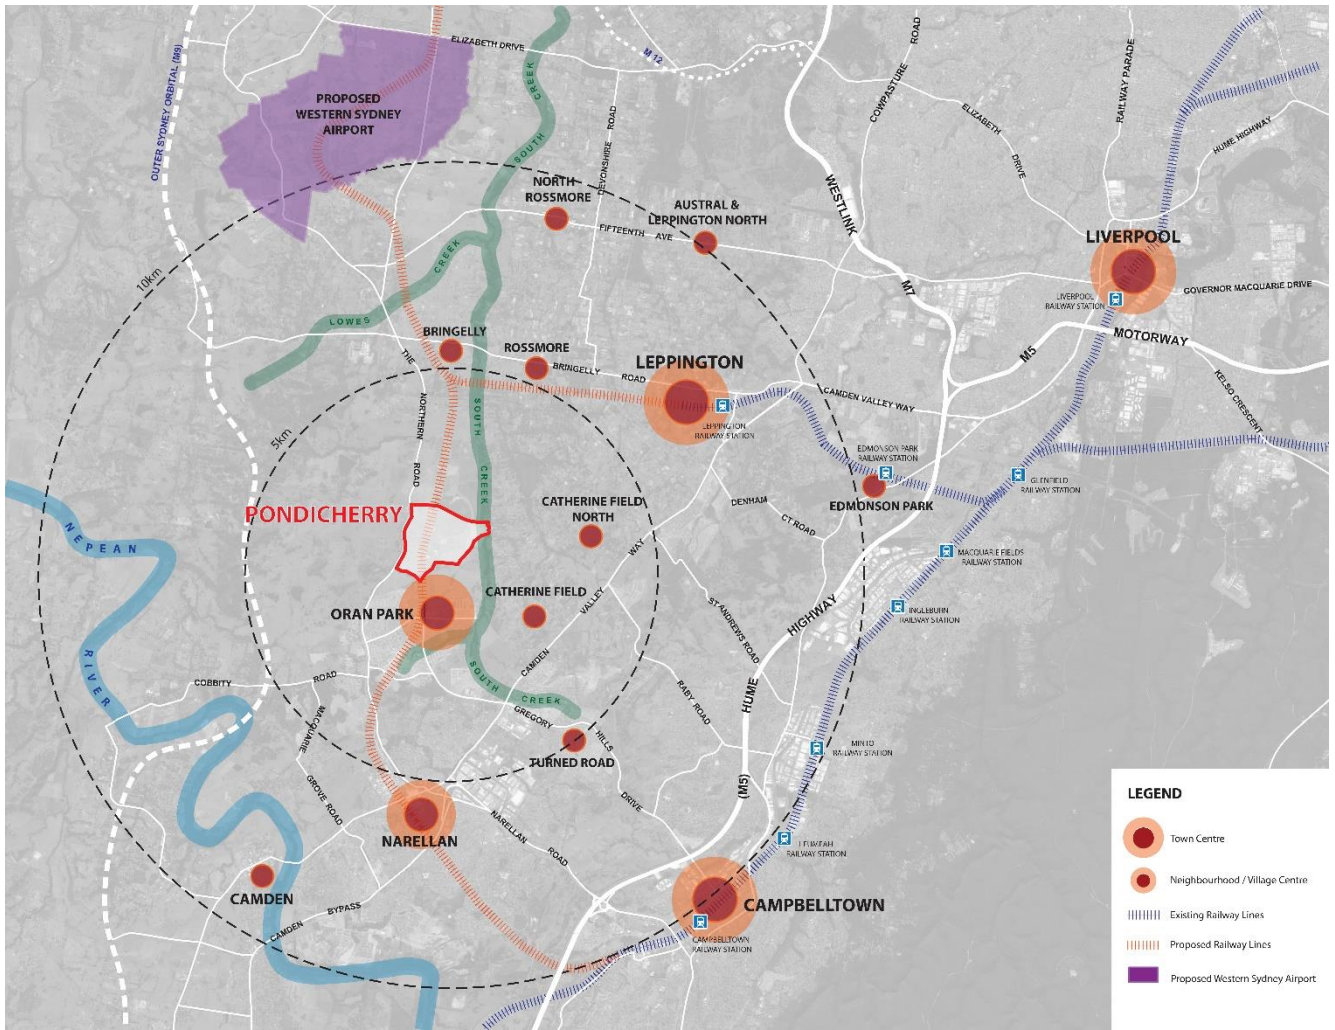 ELIZABETH DRIVE
M 12
COWPASTURE
ROAD
RAILWAY PARADE
OUTER SYDNEY ORBITAL (M9)
PROPOSED
WESTERN SYDNEY
AIRPORT
SOUTH
CREEK
DEVONSHIRE ROAD
ELIZABETH
DRIVE
HUME HIGHWAY
NORTH
ROSSMORE
AUSTRAL &
LEPPINGTON NORTH
FIFTEENTH AVE
WESTLINK
M7
LIVERPOOL
LIVERPOOL
RAILWAY STATION
GOVERNOR MACQUARIE DRIVE
MOTORWAY
M5
10km
CREEK
LOWES
BRINGELLY
ROSSMORE
BRINGELLY ROAD
LEPPINGTON
LEPPINGTON
RAILWAY STATION
CAMDEN VALLEY WAY
KELSO CRESCENT
THE
NORTHERN
ROAD
5km
SOUTH
CREEK
EDMONSON PARK
RAILWAY STATION
EDMONSON PARK
GLENFIELD
RAILWAY STATION
PONDICHERRY
CATHERINE FIELD
NORTH
DENHAM
CT ROAD
MACQUARIE FIELDS
RAILWAY STATION
NEPEAN
RIVER
ORAN PARK
CATHERINE FIELD
CAMDEN
VALLEY
WAY
ST ANDREWS ROAD
HIGHWAY
INGLEBURN
RAILWAY STATION
COBBITY
ROAD
SOUTH
CREEK
RABY ROAD
HUME
(M5)
MACQUARIE
GROVE ROAD
GREGORY
HILLS
DRIVE
TURNED ROAD
MINTO
RAILWAY STATION
NARELLAN
NARELLAN
ROAD
LEUMEAH
RAILWAY STATION
CAMDEN
CAMDEN
BYPASS
CAMPBELLTOWN
CAMPBELLTOWN
RAILWAY STATION
LEGEND
Town Centre
Neighbourhood / Village Centre
Existing Railway Lines
Proposed Railway Lines
Proposed Western Sydney Airport